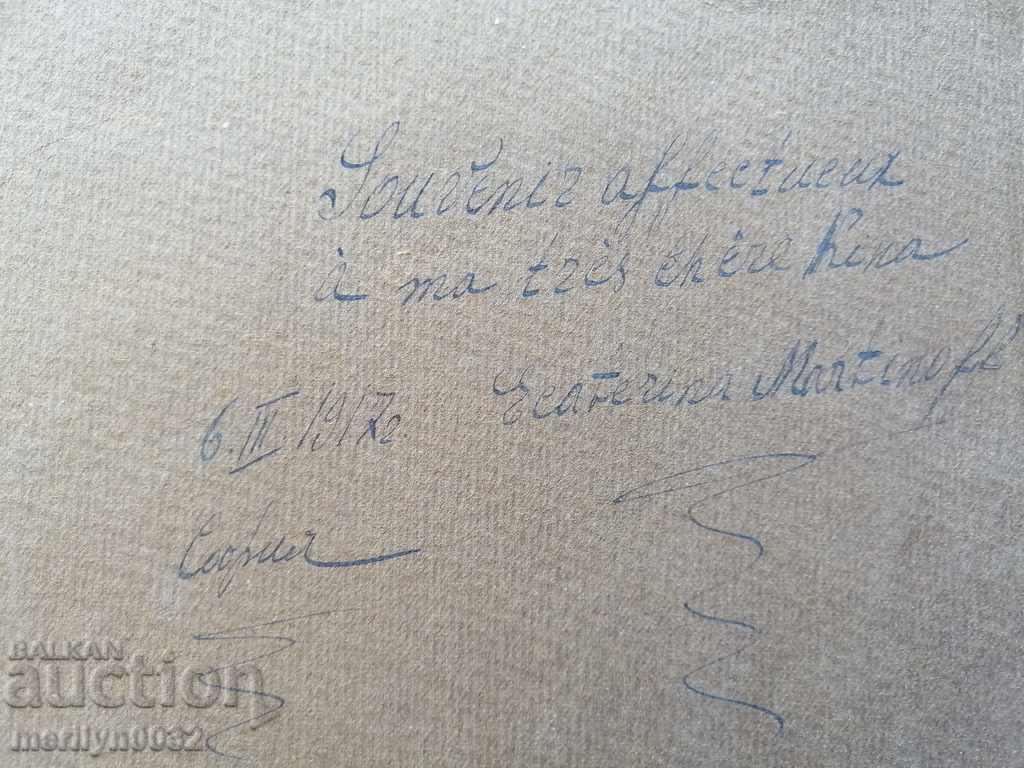 Souvenir affectueux
à ma très chère Rina
Ecaterina Martinoff
6.III.1917г.
София
BALKAN
auction
merilyn0032